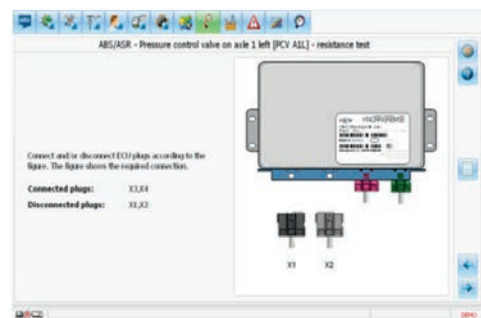 ABS/ASR - Pressure control valve on axle 1 left [PCV A1L] - resistance test
Connect and/or disconnect ECU plugs according to the
figure. The figure shows the required connection.
Connected plugs: X3,X4
Disconnected plugs: X1,X2
X1 X2
DEMO